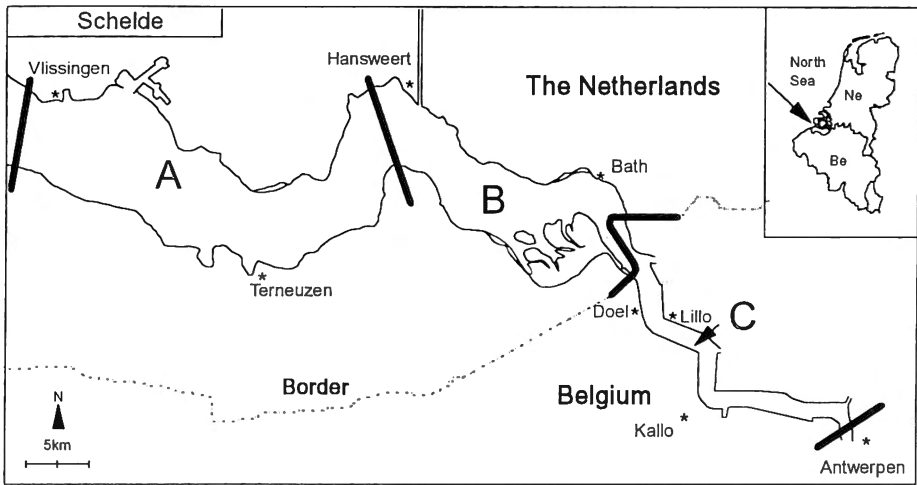 Schelde
Vlissingen
*
Hansweert
*
The Netherlands
North
Sea
Ne
Be
A
B
Bath
*
*
Terneuzen
Doel *
* Lillo
C
Border
Belgium
N
5km
Kallo *
*
Antwerpen